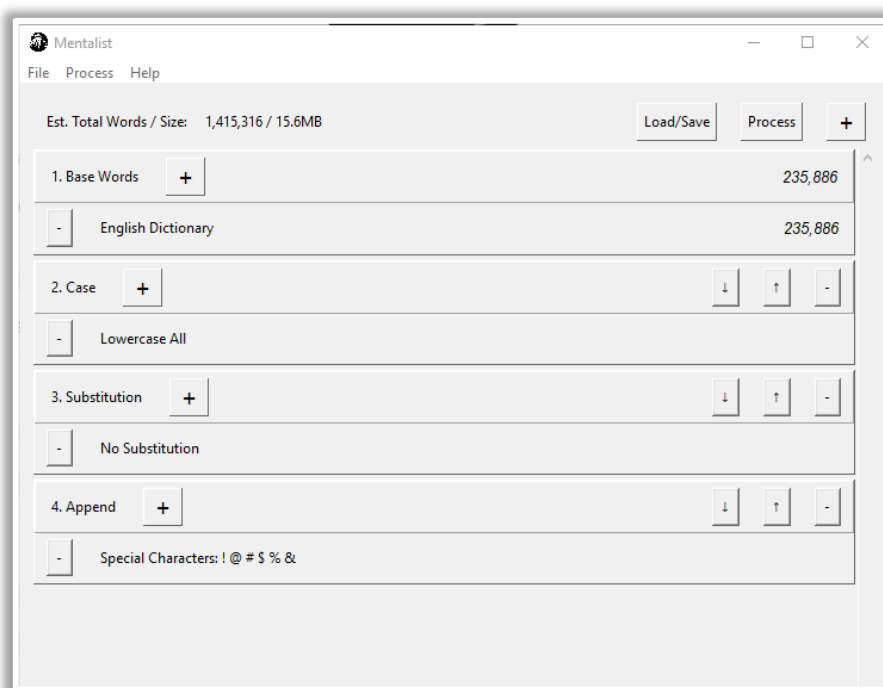 Mentalist
File Process Help
Est. Total Words / Size: 1,415,316 / 15.6MB Load/Save Process +
1. Base Words + 235,886
- English Dictionary 235,886
2. Case + ↓ ↑ -
- Lowercase All
3. Substitution + ↓ ↑ -
- No Substitution
4. Append + ↓ ↑ -
- Special Characters: ! @ # $ % &